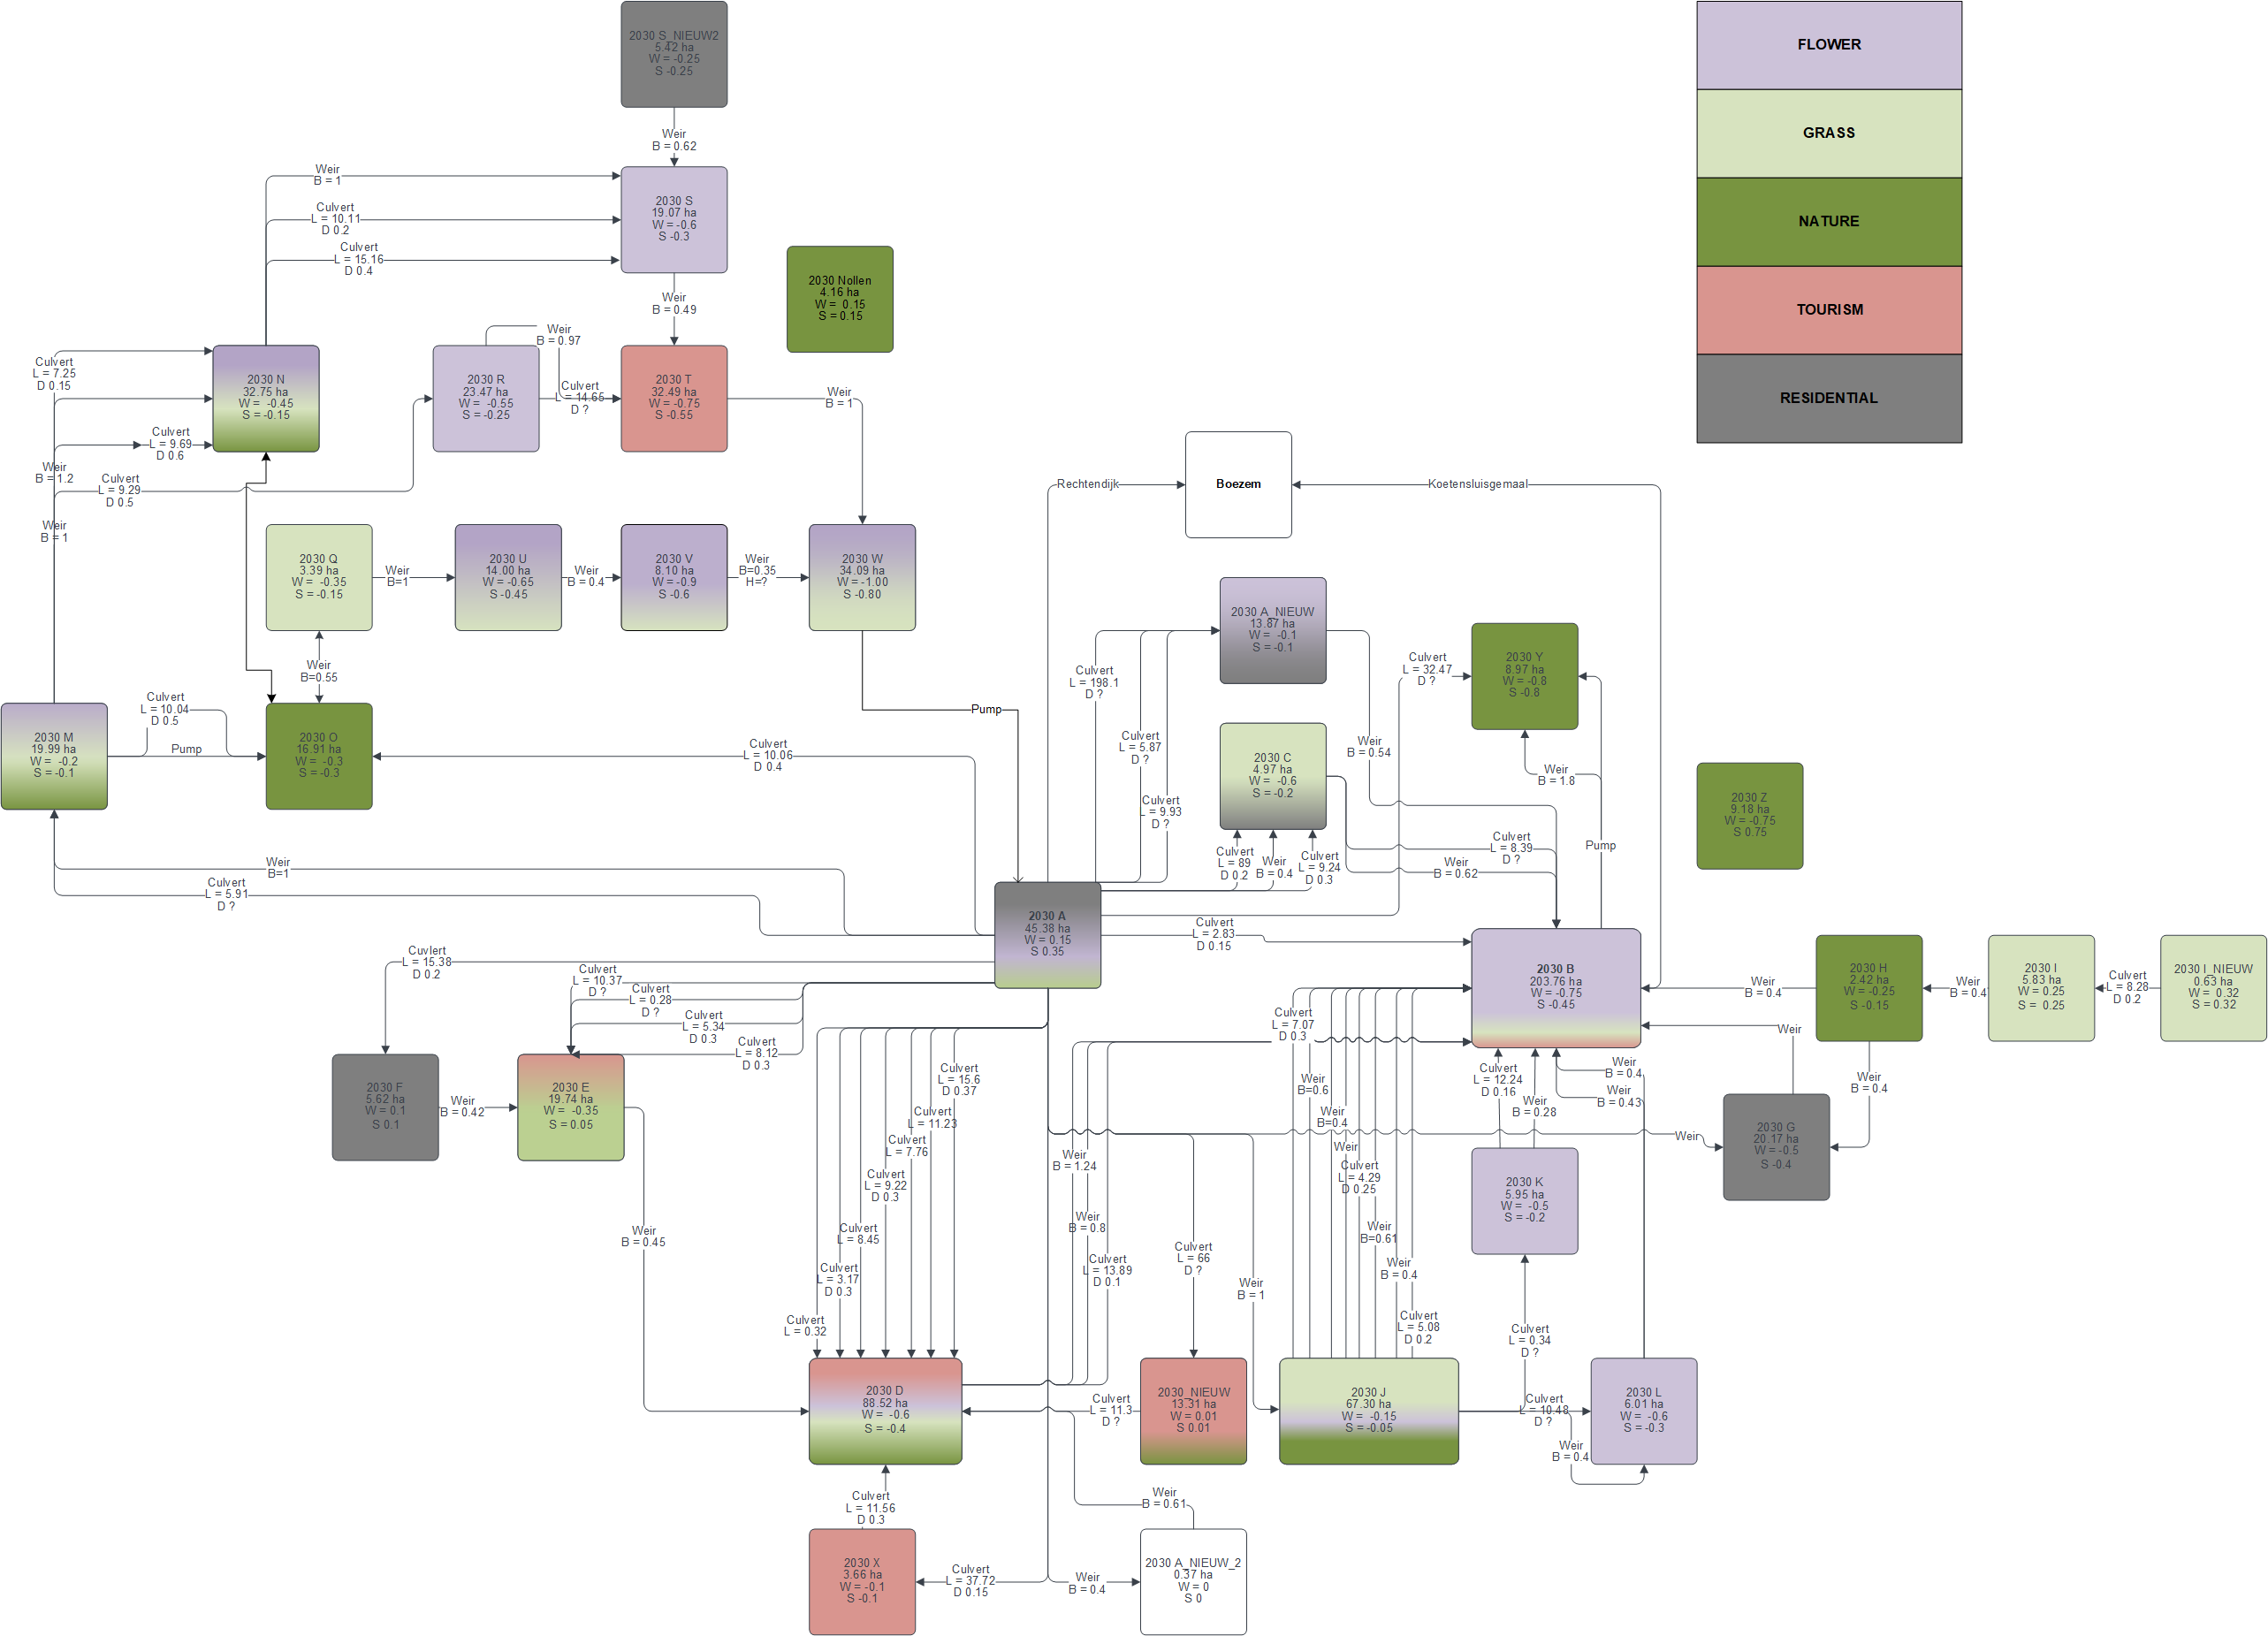 2030 S_NIEUW2
5.42 ha
W = -0.25
S -0.25
FLOWER
GRASS
NATURE
TOURISM
RESIDENTIAL
Weir
B = 0.62
Weir
B = 1
Culvert
L = 10.11
D 0.2
Culvert
L = 15.16
D 0.4
2030 S
19.07 ha
W = -0.6
S -0.3
2030 Nollen
4.16 ha
W = 0.15
S = 0.15
Weir
B = 0.49
Culvert
L = 7.25
D 0.15
2030 N
32.75 ha
W = -0.45
S = -0.15
2030 R
23.47 ha
W = -0.55
S = -0.25
Weir
B = 0.97
Culvert
L = 14.65
D ?
2030 T
32.49 ha
W = -0.75
S -0.55
Weir
B = 1
Culvert
L = 9.69
D 0.6
Weir
B = 1.2
Culvert
L = 9.29
D 0.5
Weir
B = 1
Rechtendijk
Boezem
Koetensluisgemaal
2030 Q
3.39 ha
W = -0.35
S = -0.15
Weir
B=1
2030 U
14.00 ha
W = -0.65
S -0.45
Weir
B = 0.4
2030 V
8.10 ha
W = -0.9
S -0.6
Weir
B=0.35
H=?
2030 W
34.09 ha
W = -1.00
S -0.80
Weir
B=0.55
2030 A_NIEUW
13.87 ha
W = -0.1
S = -0.1
Culvert
L = 198.1
D ?
Culvert
L = 32.47
D ?
2030 Y
8.97 ha
W = -0.8
S -0.8
2030 M
19.99 ha
W = -0.2
S = -0.1
Culvert
L = 10.04
D 0.5
Pump
2030 O
16.91 ha
W = -0.3
S = -0.3
Culvert
L = 10.06
D 0.4
Pump
Culvert
L = 5.87
D ?
Weir
B = 0.54
2030 C
4.97 ha
W = -0.6
S = -0.2
Weir
B = 1.8
2030 Z
9.18 ha
W = -0.75
S 0.75
Culvert
L = 9.93
D ?
Culvert
L = 89
D 0.2
Weir
B = 0.4
Culvert
L = 9.24
D 0.3
Culvert
L = 8.39
D ?
Weir
B = 0.62
Pump
Weir
B=1
Culvert
L = 5.91
D ?
2030 A
45.38 ha
W = 0.15
S 0.35
Culvert
L = 2.83
D 0.15
Cuvlert
L = 15.38
D 0.2
Culvert
L = 10.37
D ?
Culvert
L = 0.28
D ?
Culvert
L = 5.34
D 0.3
Culvert
L = 8.12
D 0.3
2030 B
203.76 ha
W = -0.75
S -0.45
Weir
B = 0.4
2030 H
2.42 ha
W = -0.25
S -0.15
Weir
B = 0.4
2030 I
5.83 ha
W = 0.25
S = 0.25
Culvert
L = 8.28
D 0.2
2030 I_NIEUW
0.63 ha
W = 0.32
S = 0.32
Culvert
L = 7.07
D 0.3
Weir
2030 F
5.62 ha
W = 0.1
S 0.1
Weir
B = 0.42
2030 E
19.74 ha
W = -0.35
S = 0.05
Culvert
L = 15.6
D 0.37
Culvert
L = 11.23
Culvert
L = 7.76
Culvert
L = 9.22
D 0.3
Culvert
L = 8.45
Culvert
L = 3.17
D 0.3
Culvert
L = 0.32
Weir
B = 0.45
Weir
B = 1.24
Weir
B = 0.8
Culvert
L = 13.89
D 0.1
Culvert
L = 66
D ?
Weir
B = 1
Weir
B=0.6
Weir
B=0.4
Weir
Culvert
L = 4.29
D 0.25
Weir
B=0.61
Weir
B = 0.4
Culvert
L = 5.08
D 0.2
Culvert
L = 12.24
D 0.16
Weir
B = 0.28
Weir
B = 0.4
Weir
B = 0.43
Weir
B = 0.4
Weir
2030 G
20.17 ha
W = -0.5
S -0.4
2030 K
5.95 ha
W = -0.5
S = -0.2
Culvert
L = 0.34
D ?
2030 D
88.52 ha
W = -0.6
S = -0.4
Culvert
L = 11.3
D ?
2030_NIEUW
13.31 ha
W = 0.01
S 0.01
2030 J
67.30 ha
W = -0.15
S = -0.05
Culvert
L = 10.48
D ?
2030 L
6.01 ha
W = -0.6
S = -0.3
Weir
B = 0.4
Culvert
L = 11.56
D 0.3
Weir
B = 0.61
2030 X
3.66 ha
W = -0.1
S -0.1
Culvert
L = 37.72
D 0.15
Weir
B = 0.4
2030 A_NIEUW_2
0.37 ha
W = 0
S 0